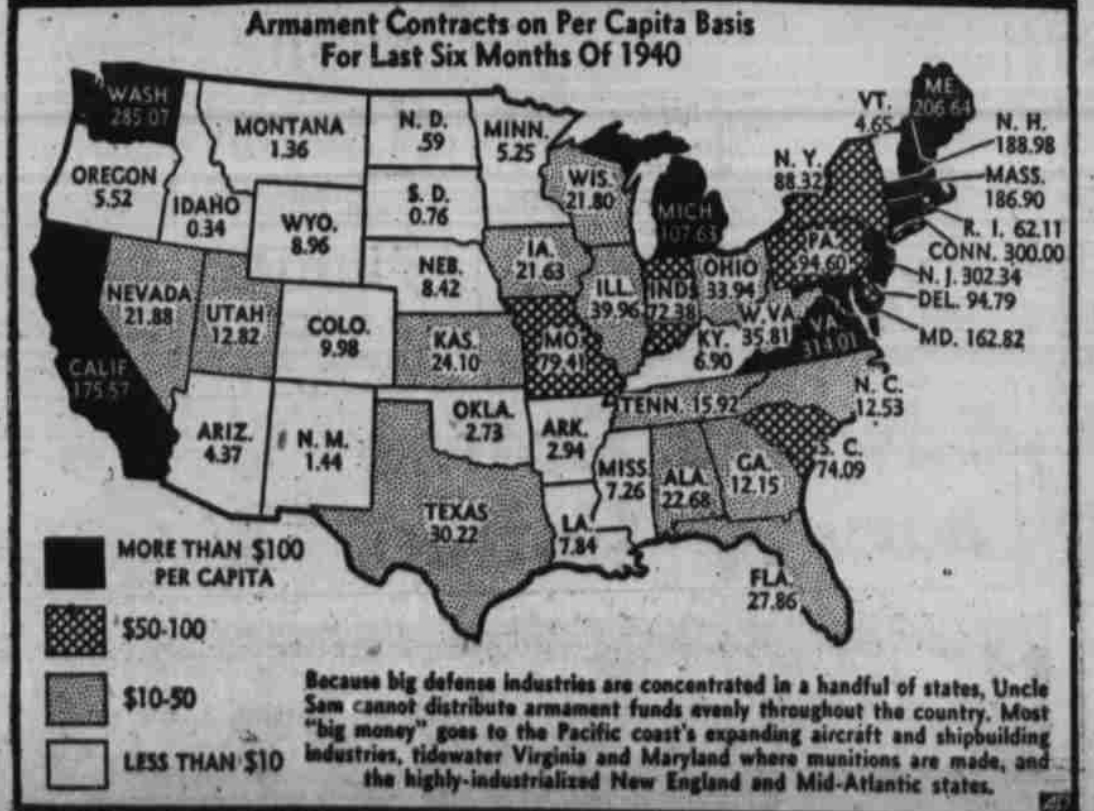 Armament Contracts on Per Capita Basis
For Last Six Months Of 1940
WASH
285.07
MONTANA
1.36
N. D.
.59
MINN.
5.25
VT.
4.65
ME.
206.64
N. H.
188.98
MASS.
186.90
R. I. 62.11
CONN. 300.00
N. J. 302.34
DEL. 94.79
MD. 162.82
OREGON
5.52
IDAHO
0.34
WYO.
8.96
S. D.
0.76
WIS.
21.80
MICH
107.63
N. Y.
88.32
PA.
94.60
NEVADA
21.88
UTAH
12.82
COLO.
9.98
NEB.
8.42
IA.
21.63
ILL.
39.96
IND.
72.38
OHIO
33.94
W. VA.
35.81
VA.
CALIF.
175.57
KAS.
24.10
MO.
79.41
KY.
6.90
TENN. 15.92
N. C.
12.53
ARIZ.
4.37
N. M.
1.44
OKLA.
2.73
ARK.
2.94
MISS.
7.26
ALA.
22.68
GA.
12.15
S. C.
74.09
TEXAS
30.22
LA.
7.84
FLA.
27.86
MORE THAN $100
PER CAPITA
$50-100
$10-50
LESS THAN $10
Because big defense industries are concentrated in a handful of states, Uncle
Sam cannot distribute armament funds evenly throughout the country. Most
"big money" goes to the Pacific coast's expanding aircraft and shipbuilding
industries, tidewater Virginia and Maryland where munitions are made, and
the highly-industrialized New England and Mid-Atlantic states.